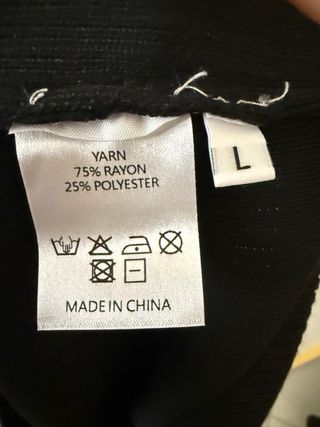 YARN
75% RAYON
25% POLYESTER
L
MADE IN CHINA